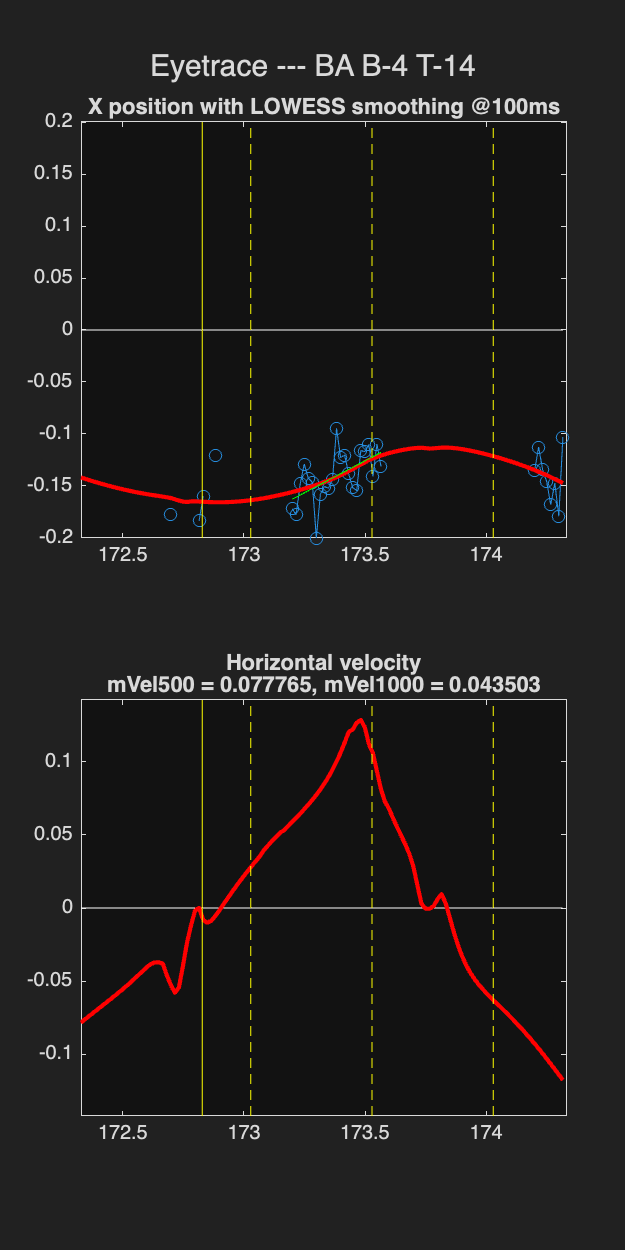 Eyetrace --- BA B-4 T-14
X position with LOWESS smoothing @100ms
0.2
0.15
0.1
0.05
0
-0.05
-0.1
-0.15
-0.2
172.5 173 173.5 174
Horizontal velocity
mVel500 = 0.077765, mVel1000 = 0.043503
0.1
0.05
0
-0.05
-0.1
172.5 173 173.5 174